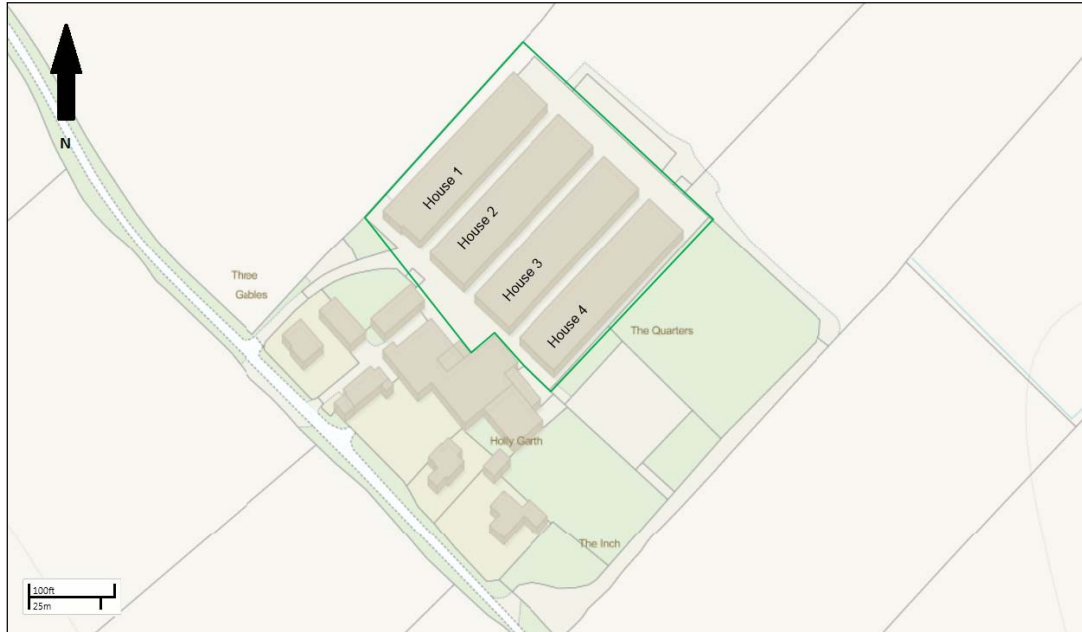 N
House 1
House 2
House 3
House 4
Three
Gables
The Quarters
Holly Garth
The Inch
100ft
25m